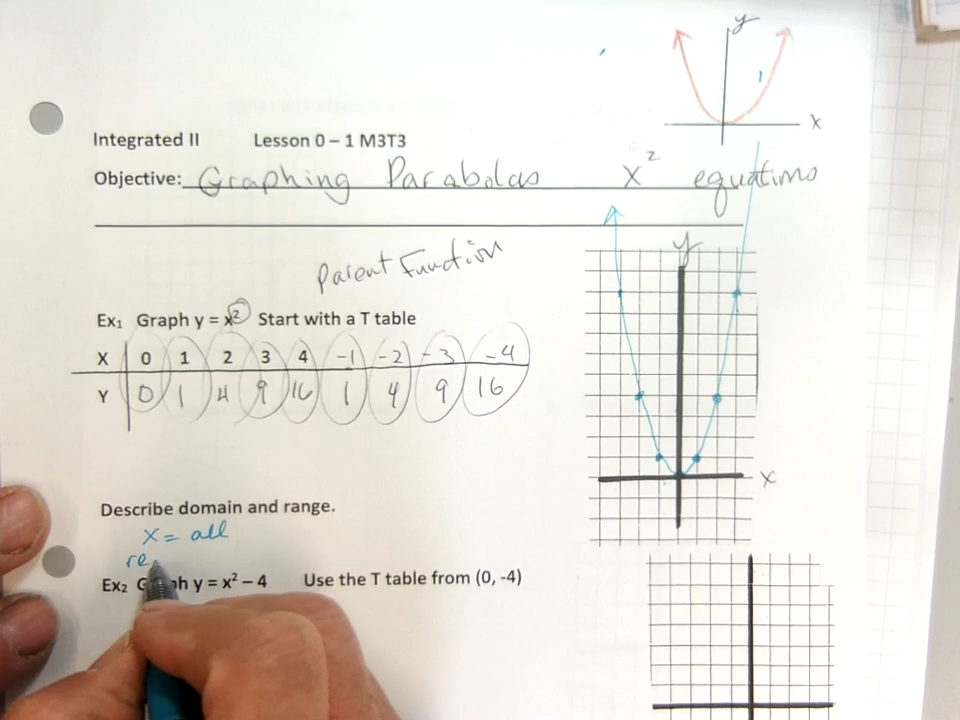 y
x
Integrated II Lesson 0 – 1 M3T3
Objective: Graphing Parabolas x² equations
Parent Function
y
Ex1 Graph y = x² Start with a T table
X 0 1 2 3 4 -1 -2 -3 -4
Y 0 1 4 9 16 1 4 9 16
x
Describe domain and range.
x = all
re
Ex2 Graph y = x² – 4 Use the T table from (0, -4)